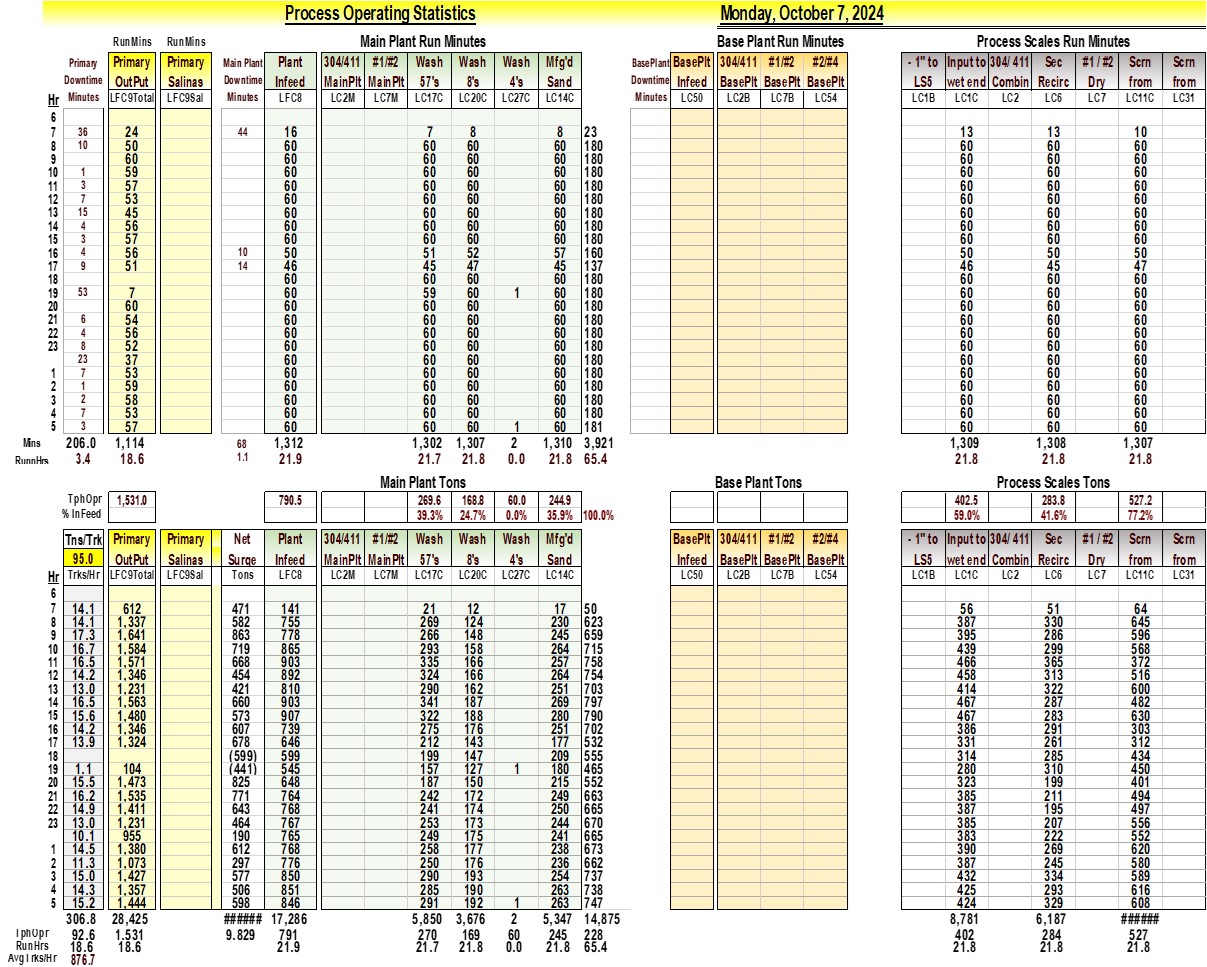 Process Operating Statistics Monday, October 7, 2024
RunMins RunMins Main Plant Run Minutes Base Plant Run Minutes Process Scales Run Minutes
Primary Primary Primary Main Plant Plant 304/411 #1/#2 Wash Wash Wash Mfg'd BasePlant BasePlt 304/411 #1/#2 #2/#4 - 1" to Input to 304/ 411 Sec #1 / #2 Scrn Scrn
Downtime OutPut Salinas Downtime Infeed MainPlt MainPlt 57's 8's 4's Sand Downtime Infeed BasePlt BasePlt BasePlt LS5 wet end Combin Recirc Dry from from
Hr Minutes LFC9Total LFC9Sal Minutes LFC8 LC2M LC7M LC17C LC20C LC27C LC14C Minutes LC50 LC2B LC7B LC54 LC1B LC1C LC2 LC6 LC7 LC11C LC31
6
7 36 24 44 16 7 8 8 23 13 13 10
8 10 50 60 60 60 60 180 60 60 60
9 60 60 60 60 60 180 60 60 60
10 1 59 60 60 60 60 180 60 60 60
11 3 57 60 60 60 60 180 60 60 60
12 7 53 60 60 60 60 180 60 60 60
13 15 45 60 60 60 60 180 60 60 60
14 4 56 60 60 60 60 180 60 60 60
15 3 57 60 60 60 60 180 60 60 60
16 4 56 10 50 51 52 57 160 50 50 50
17 9 51 14 46 45 47 45 137 46 45 47
18 60 60 60 60 180 60 60 60
19 53 7 60 59 60 1 60 180 60 60 60
20 60 60 60 60 60 180 60 60 60
21 6 54 60 60 60 60 180 60 60 60
22 4 56 60 60 60 60 180 60 60 60
23 8 52 60 60 60 60 180 60 60 60
23 37 60 60 60 60 180 60 60 60
1 7 53 60 60 60 60 180 60 60 60
2 1 59 60 60 60 60 180 60 60 60
3 2 58 60 60 60 60 180 60 60 60
4 7 53 60 60 60 60 180 60 60 60
5 3 57 60 60 60 1 60 181 60 60 60
Mins 206.0 1,114 68 1,312 1,302 1,307 2 1,310 3,921 1,309 1,308 1,307
RunnHrs 3.4 18.6 1.1 21.9 21.7 21.8 0.0 21.8 65.4 21.8 21.8 21.8
Main Plant Tons Base Plant Tons Process Scales Tons
TphOpr 1,531.0 790.5 269.6 168.8 60.0 244.9 402.5 283.8 527.2
% InFeed 39.3% 24.7% 0.0% 35.9% 100.0% 59.0% 41.6% 77.2%
Tns/Trk Primary Primary Net Plant 304/411 #1/#2 Wash Wash Wash Mfg'd BasePlt 304/411 #1/#2 #2/#4 - 1" to Input to 304/ 411 Sec #1 / #2 Scrn Scrn
95.0 OutPut Salinas Surge Infeed MainPlt MainPlt 57's 8's 4's Sand Infeed BasePlt BasePlt BasePlt LS5 wet end Combin Recirc Dry from from
Hr Trks/Hr LFC9Total LFC9Sal Tons LFC8 LC2M LC7M LC17C LC20C LC27C LC14C LC50 LC2B LC7B LC54 LC1B LC1C LC2 LC6 LC7 LC11C LC31
6
7 14.1 612 471 141 21 12 17 50 56 51 64
8 14.1 1,337 582 755 269 124 230 623 387 330 645
9 17.3 1,641 863 778 266 148 245 659 395 286 596
10 16.7 1,584 719 865 293 158 264 715 439 299 568
11 16.5 1,571 668 903 335 166 257 758 466 365 372
12 14.2 1,346 454 892 324 166 264 754 458 313 516
13 13.0 1,231 421 810 290 162 251 703 414 322 600
14 16.5 1,563 660 903 341 187 269 797 467 287 482
15 15.6 1,480 573 907 322 188 280 790 467 283 630
16 14.2 1,346 607 739 275 176 251 702 386 291 303
17 13.9 1,324 678 646 212 143 177 532 331 261 312
18 (599) 599 199 147 209 555 314 285 434
19 1.1 104 (441) 545 157 127 1 180 465 280 310 450
20 15.5 1,473 825 648 187 150 215 552 323 199 401
21 16.2 1,535 771 764 242 172 249 663 385 211 494
22 14.9 1,411 643 768 241 174 250 665 387 195 497
23 13.0 1,231 464 767 253 173 244 670 385 207 556
10.1 955 190 765 249 175 241 665 383 222 552
1 14.5 1,380 612 768 258 177 238 673 390 269 620
2 11.3 1,073 297 776 250 176 236 662 387 245 580
3 15.0 1,427 577 850 290 193 254 737 432 334 589
4 14.3 1,357 506 851 285 190 263 738 425 293 616
5 15.2 1,444 598 846 291 192 1 263 747 424 329 608
306.8 28,425 ###### 17,286 5,850 3,676 2 5,347 14,875 8,781 6,187 ######
TphOpr 92.6 1.531 9.829 791 270 169 60 245 228 402 284 527
RunHrs 18.6 18.6 21.9 21.7 21.8 0.0 21.8 65.4 21.8 21.8 21.8
AvgTrks/Hr 876.7